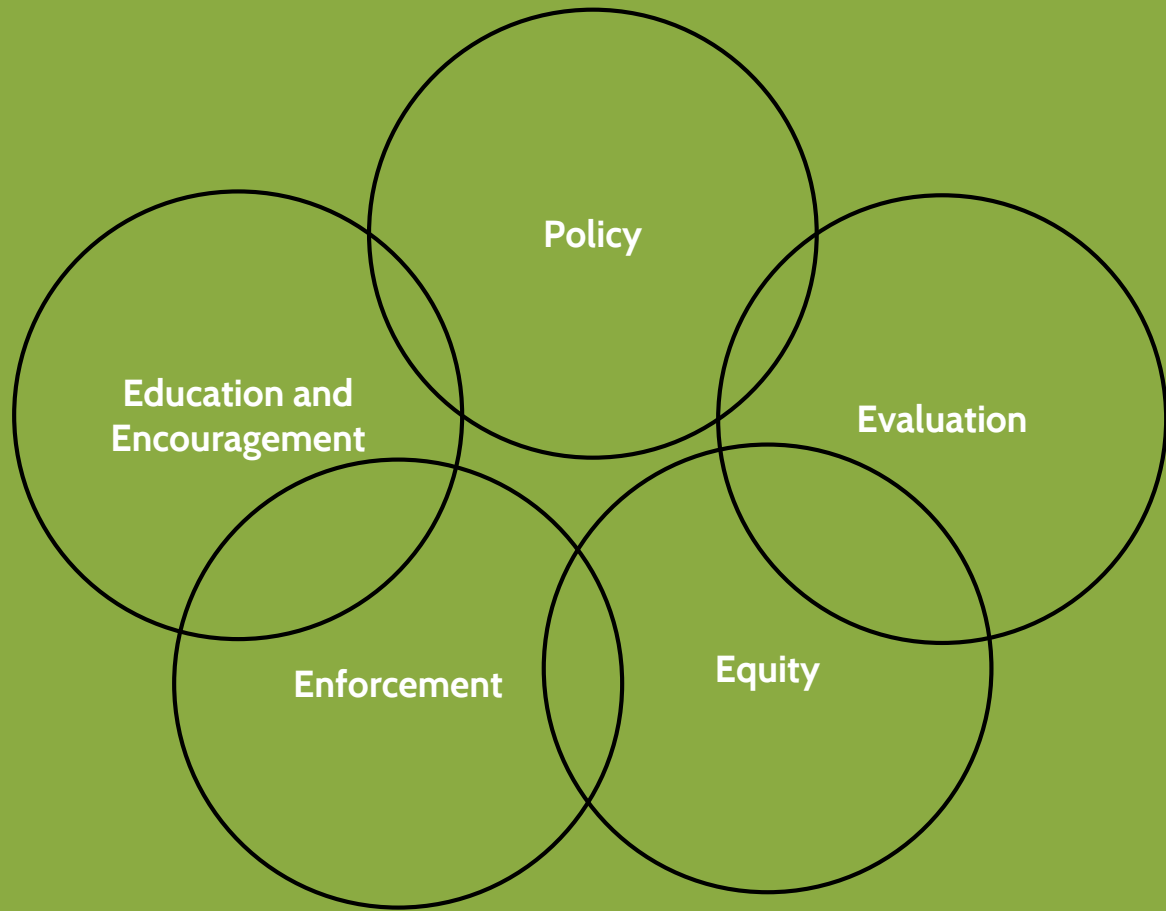 Policy
Education and
Encouragement
Evaluation
Enforcement
Equity